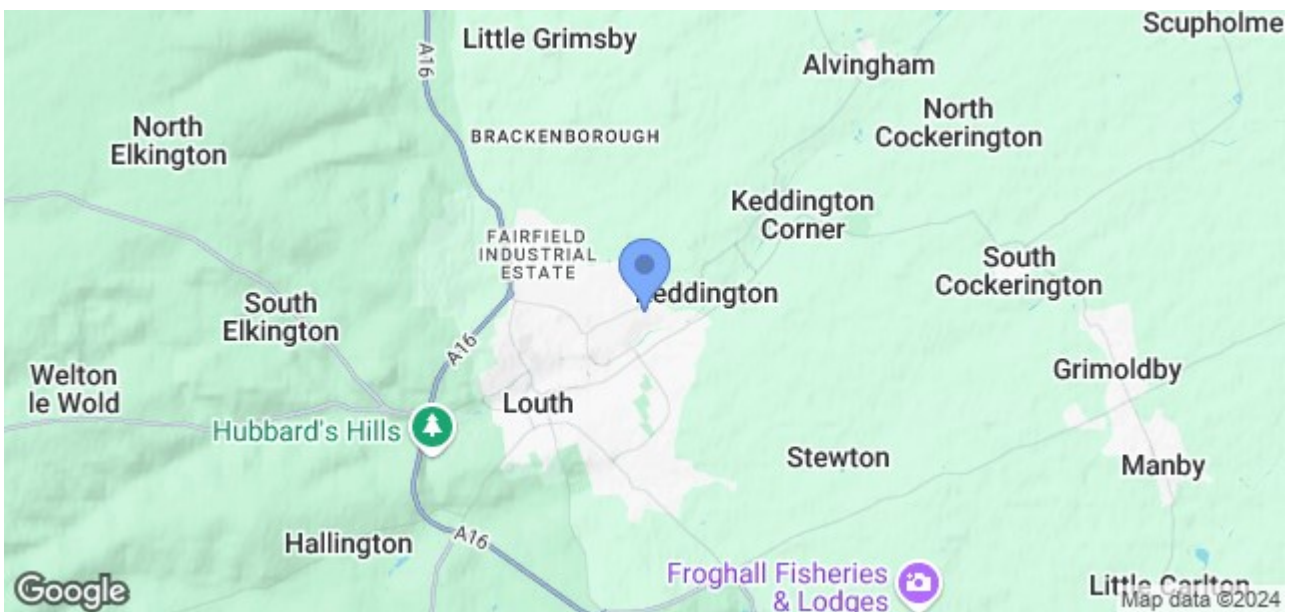 Scupholme
Little Grimsby
A16
Alvingham
North
Cockerington
North
Elkington
BRACKENBOROUGH
Keddington
Corner
FAIRFIELD
INDUSTRIAL
ESTATE
South
Cockerington
Keddington
South
Elkington
A16
Grimoldby
Welton
le Wold
Louth
Hubbard's Hills
Stewton
Manby
Hallington
A16
Froghall Fisheries
& Lodges
Little Carlton
Google
Map data ©2024